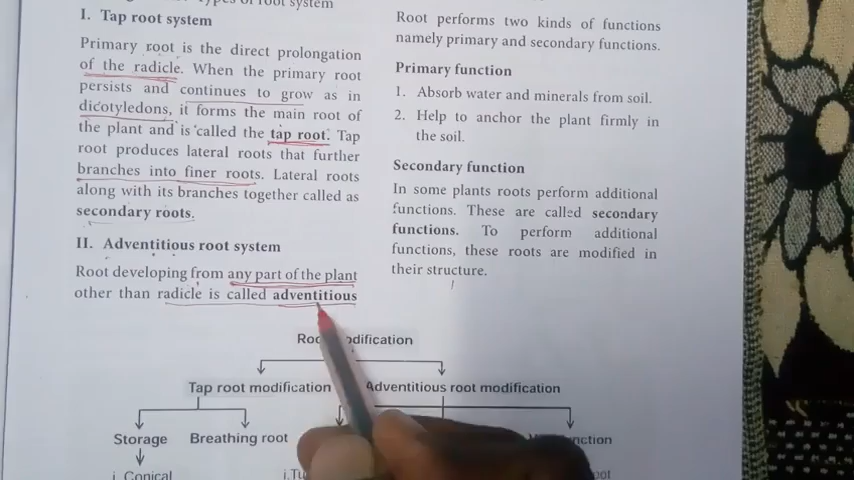 Types of root system
I. Tap root system
Primary root is the direct prolongation
of the radicle. When the primary root
persists and continues to grow as in
dicotyledons, it forms the main root of
the plant and is called the tap root. Tap
root produces lateral roots that further
branches into finer roots. Lateral roots
along with its branches together called as
secondary roots.
II. Adventitious root system
Root developing from any part of the plant
other than radicle is called adventitious
Root performs two kinds of functions
namely primary and secondary functions.
Primary function
1. Absorb water and minerals from soil.
2. Help to anchor the plant firmly in
the soil.
Secondary function
In some plants roots perform additional
functions. These are called secondary
functions. To perform additional
functions, these roots are modified in
their structure.
Tap root modification
Adventitious root modification
Storage
Breathing root
i. Conical